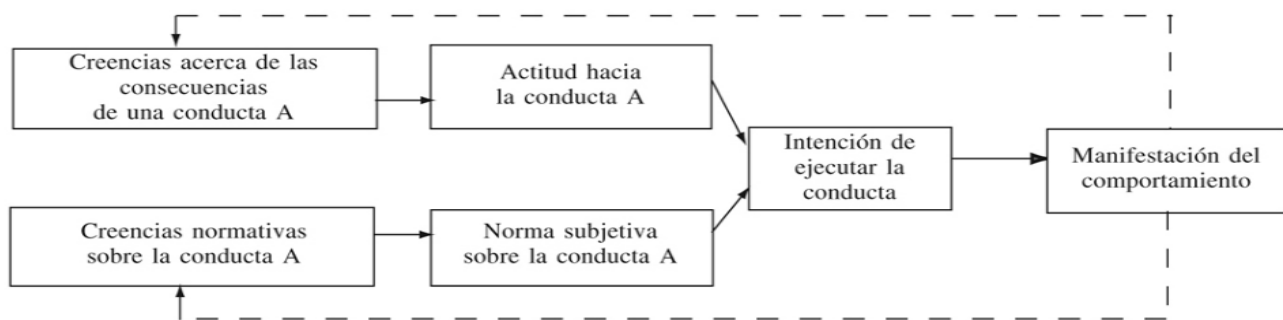 Creencias acerca de las
consecuencias
de una conducta A
Actitud hacia
la conducta A
Intención de
ejecutar la
conducta
Manifestación del
comportamiento
Creencias normativas
sobre la conducta A
Norma subjetiva
sobre la conducta A